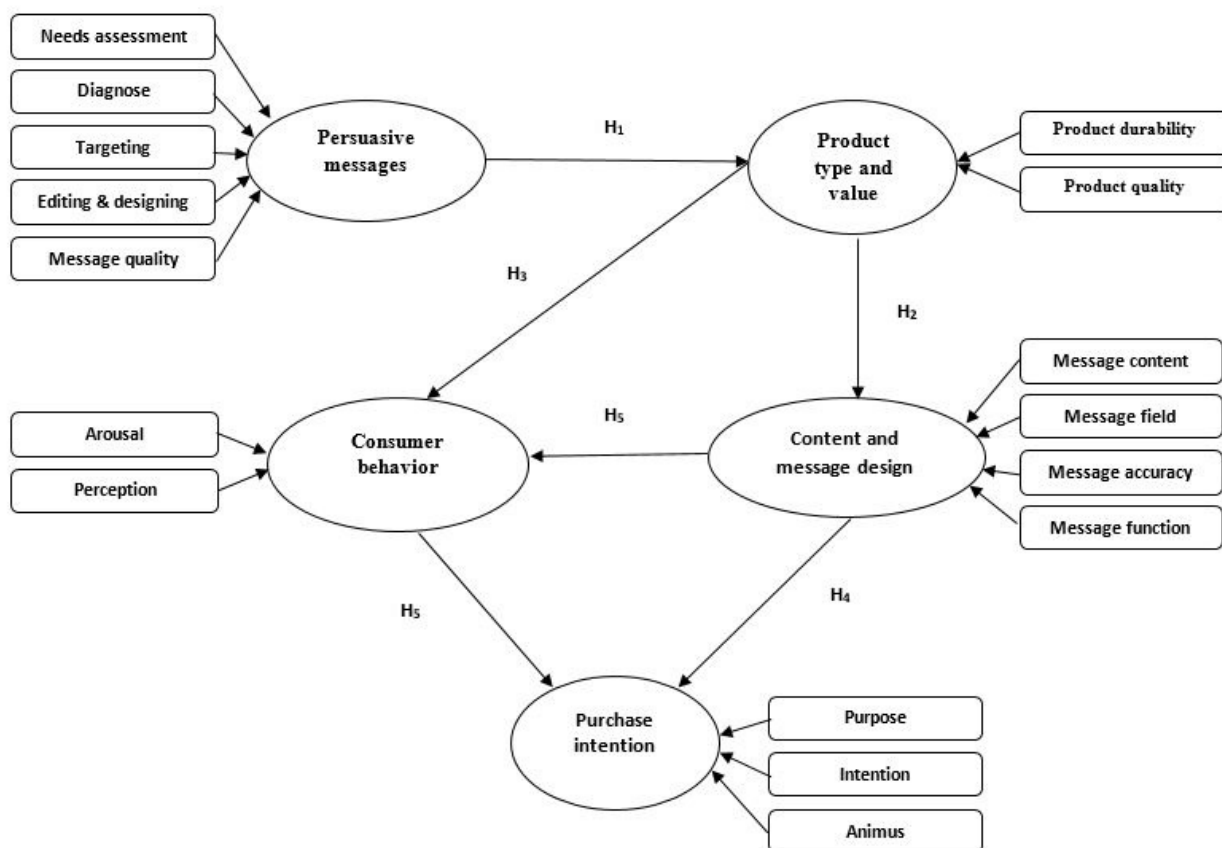 Needs assessment
Diagnose
Targeting
Editing & designing
Message quality
Persuasive
messages
H₁
Product
type and
value
Product durability
Product quality
H₃
H₂
Arousal
Perception
Consumer
behavior
H₅
Content and
message design
Message content
Message field
Message accuracy
Message function
H₅
H₄
Purchase
intention
Purpose
Intention
Animus